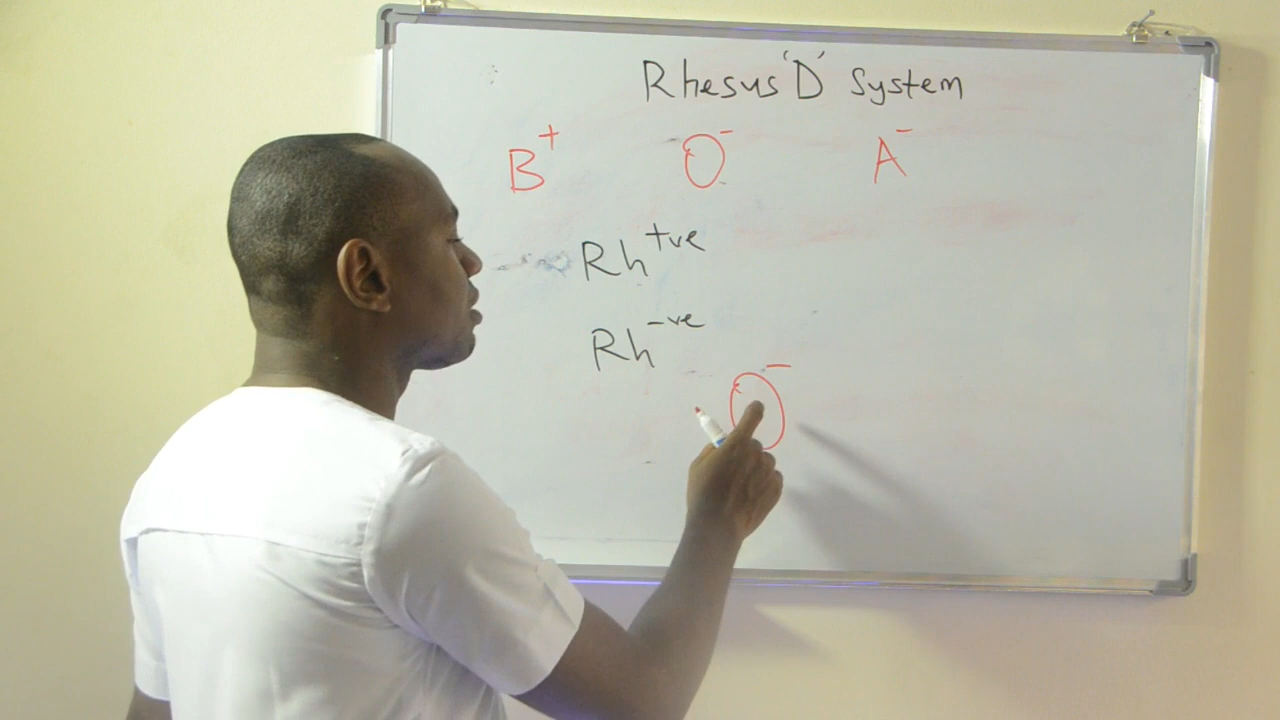 Rhesus 'D' System
B⁺ O⁻ A⁻
Rh⁺ᵛᵉ
Rh⁻ᵛᵉ
O⁻